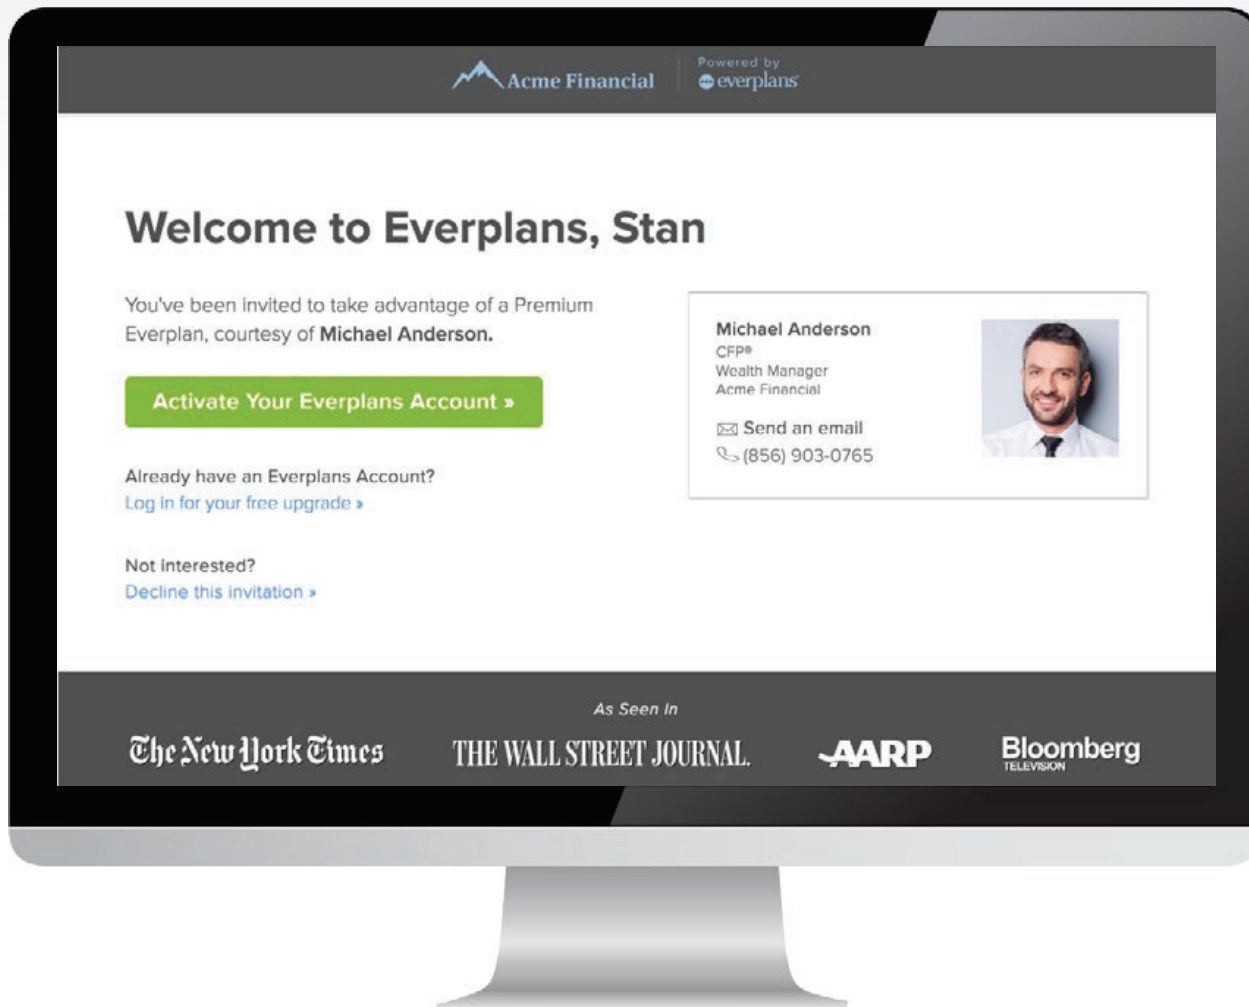 Acme Financial
Powered by
everplans
Welcome to Everplans, Stan
You've been invited to take advantage of a Premium
Everplan, courtesy of Michael Anderson.
Activate Your Everplans Account »
Already have an Everplans Account?
Log in for your free upgrade »
Not interested?
Decline this invitation »
Michael Anderson
CFP®
Wealth Manager
Acme Financial
Send an email
(856) 903-0765
As Seen In
The New York Times
THE WALL STREET JOURNAL.
AARP
Bloomberg
TELEVISION